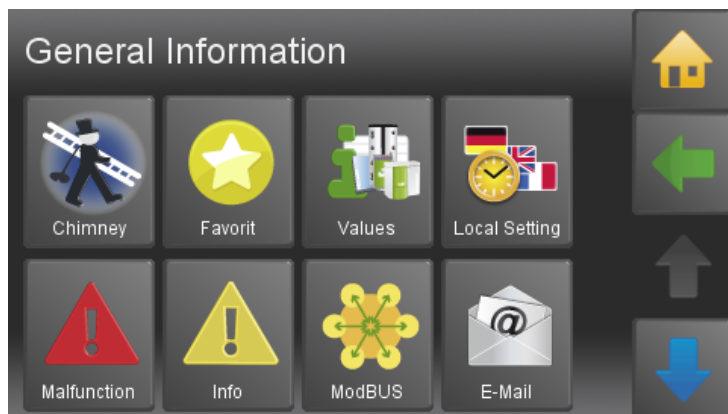 General Information
Chimney
Favorit
Values
Local Setting
Malfunction
Info
ModBUS
@
E-Mail